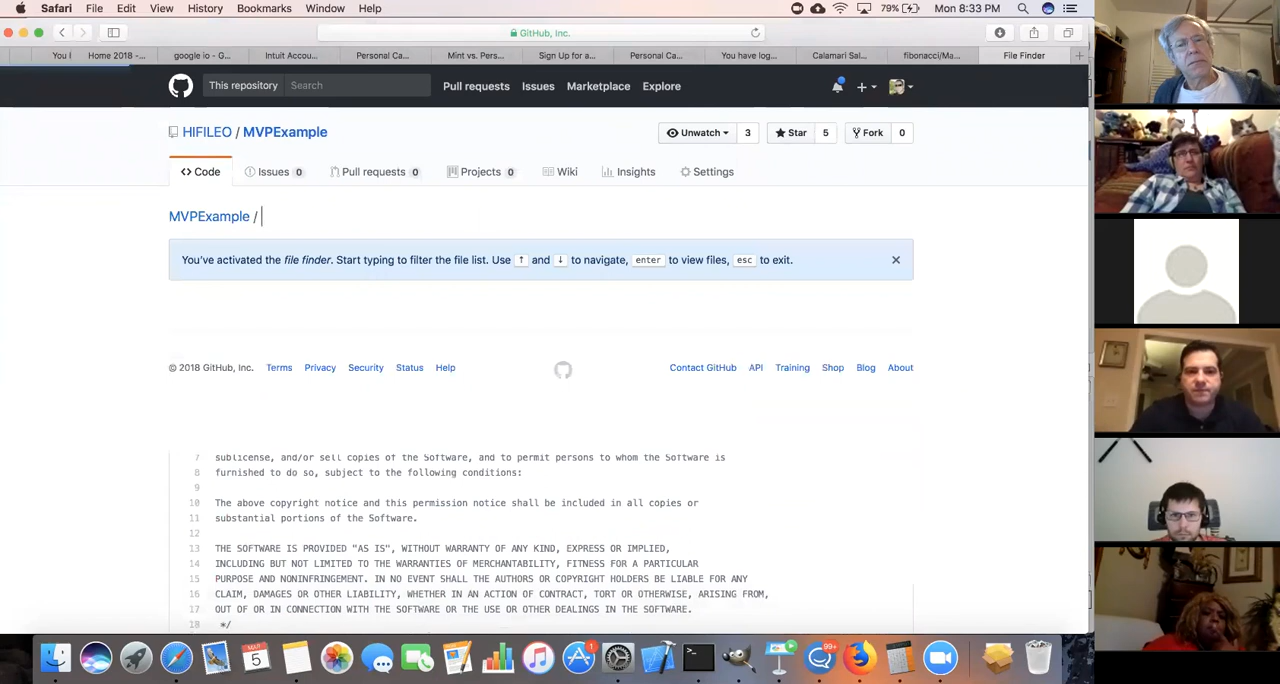 Safari File Edit View History Bookmarks Window Help 79% Mon 8:33 PM
GitHub, Inc.
You I Home 2018 -... google io - G... Intuit Accou... Personal Ca... Mint vs. Pers... Sign Up for a... Personal Ca... You have log... Calamari Sal... fibonacci/Ma... File Finder
This repository Search Pull requests Issues Marketplace Explore
HIFILEO / MVPExample Unwatch 3 Star 5 Fork 0
Code Issues 0 Pull requests 0 Projects 0 Wiki Insights Settings
MVPExample /
You've activated the file finder. Start typing to filter the file list. Use ↑ and ↓ to navigate, enter to view files, esc to exit.
© 2018 GitHub, Inc. Terms Privacy Security Status Help Contact GitHub API Training Shop Blog About
7 sublicense, and/or sell copies of the Software, and to permit persons to whom the Software is
8 furnished to do so, subject to the following conditions:
9
10 The above copyright notice and this permission notice shall be included in all copies or
11 substantial portions of the Software.
12
13 THE SOFTWARE IS PROVIDED "AS IS", WITHOUT WARRANTY OF ANY KIND, EXPRESS OR IMPLIED,
14 INCLUDING BUT NOT LIMITED TO THE WARRANTIES OF MERCHANTABILITY, FITNESS FOR A PARTICULAR
15 PURPOSE AND NONINFRINGEMENT. IN NO EVENT SHALL THE AUTHORS OR COPYRIGHT HOLDERS BE LIABLE FOR ANY
16 CLAIM, DAMAGES OR OTHER LIABILITY, WHETHER IN AN ACTION OF CONTRACT, TORT OR OTHERWISE, ARISING FROM,
17 OUT OF OR IN CONNECTION WITH THE SOFTWARE OR THE USE OR OTHER DEALINGS IN THE SOFTWARE.
18 */
MAR 5 1 99+